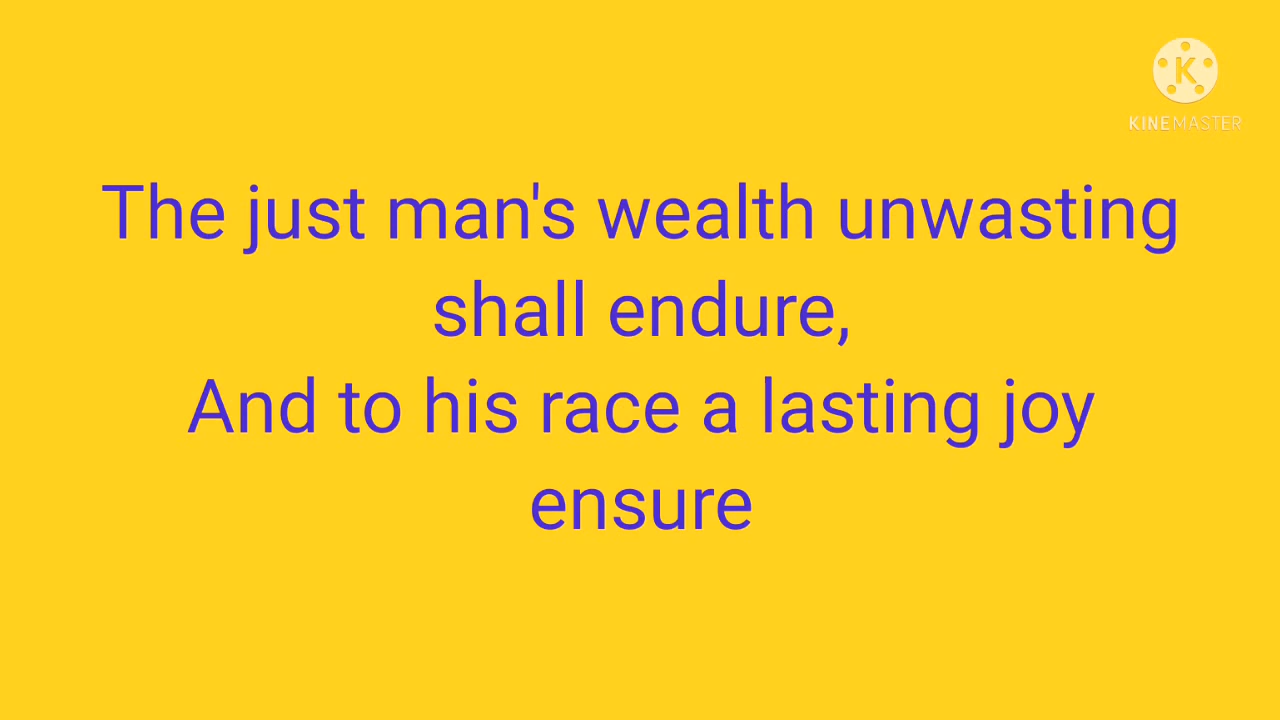 K
KINEMASTER
The just man's wealth unwasting
shall endure,
And to his race a lasting joy
ensure